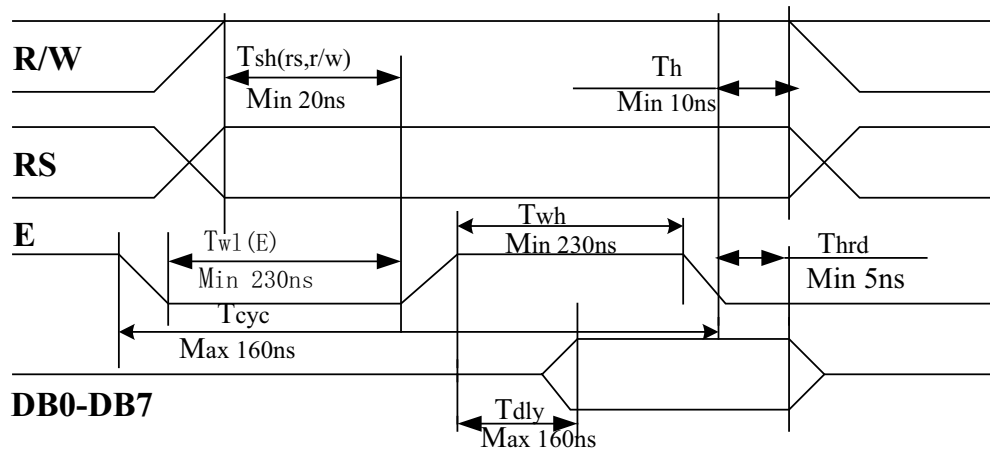 R/W
Tsh(rs,r/w)
Min 20ns
Th
Min 10ns
RS
E
Tw1(E)
Min 230ns
Twh
Min 230ns
Thrd
Min 5ns
Tcyc
Max 160ns
DB0-DB7
Tdly
Max 160ns